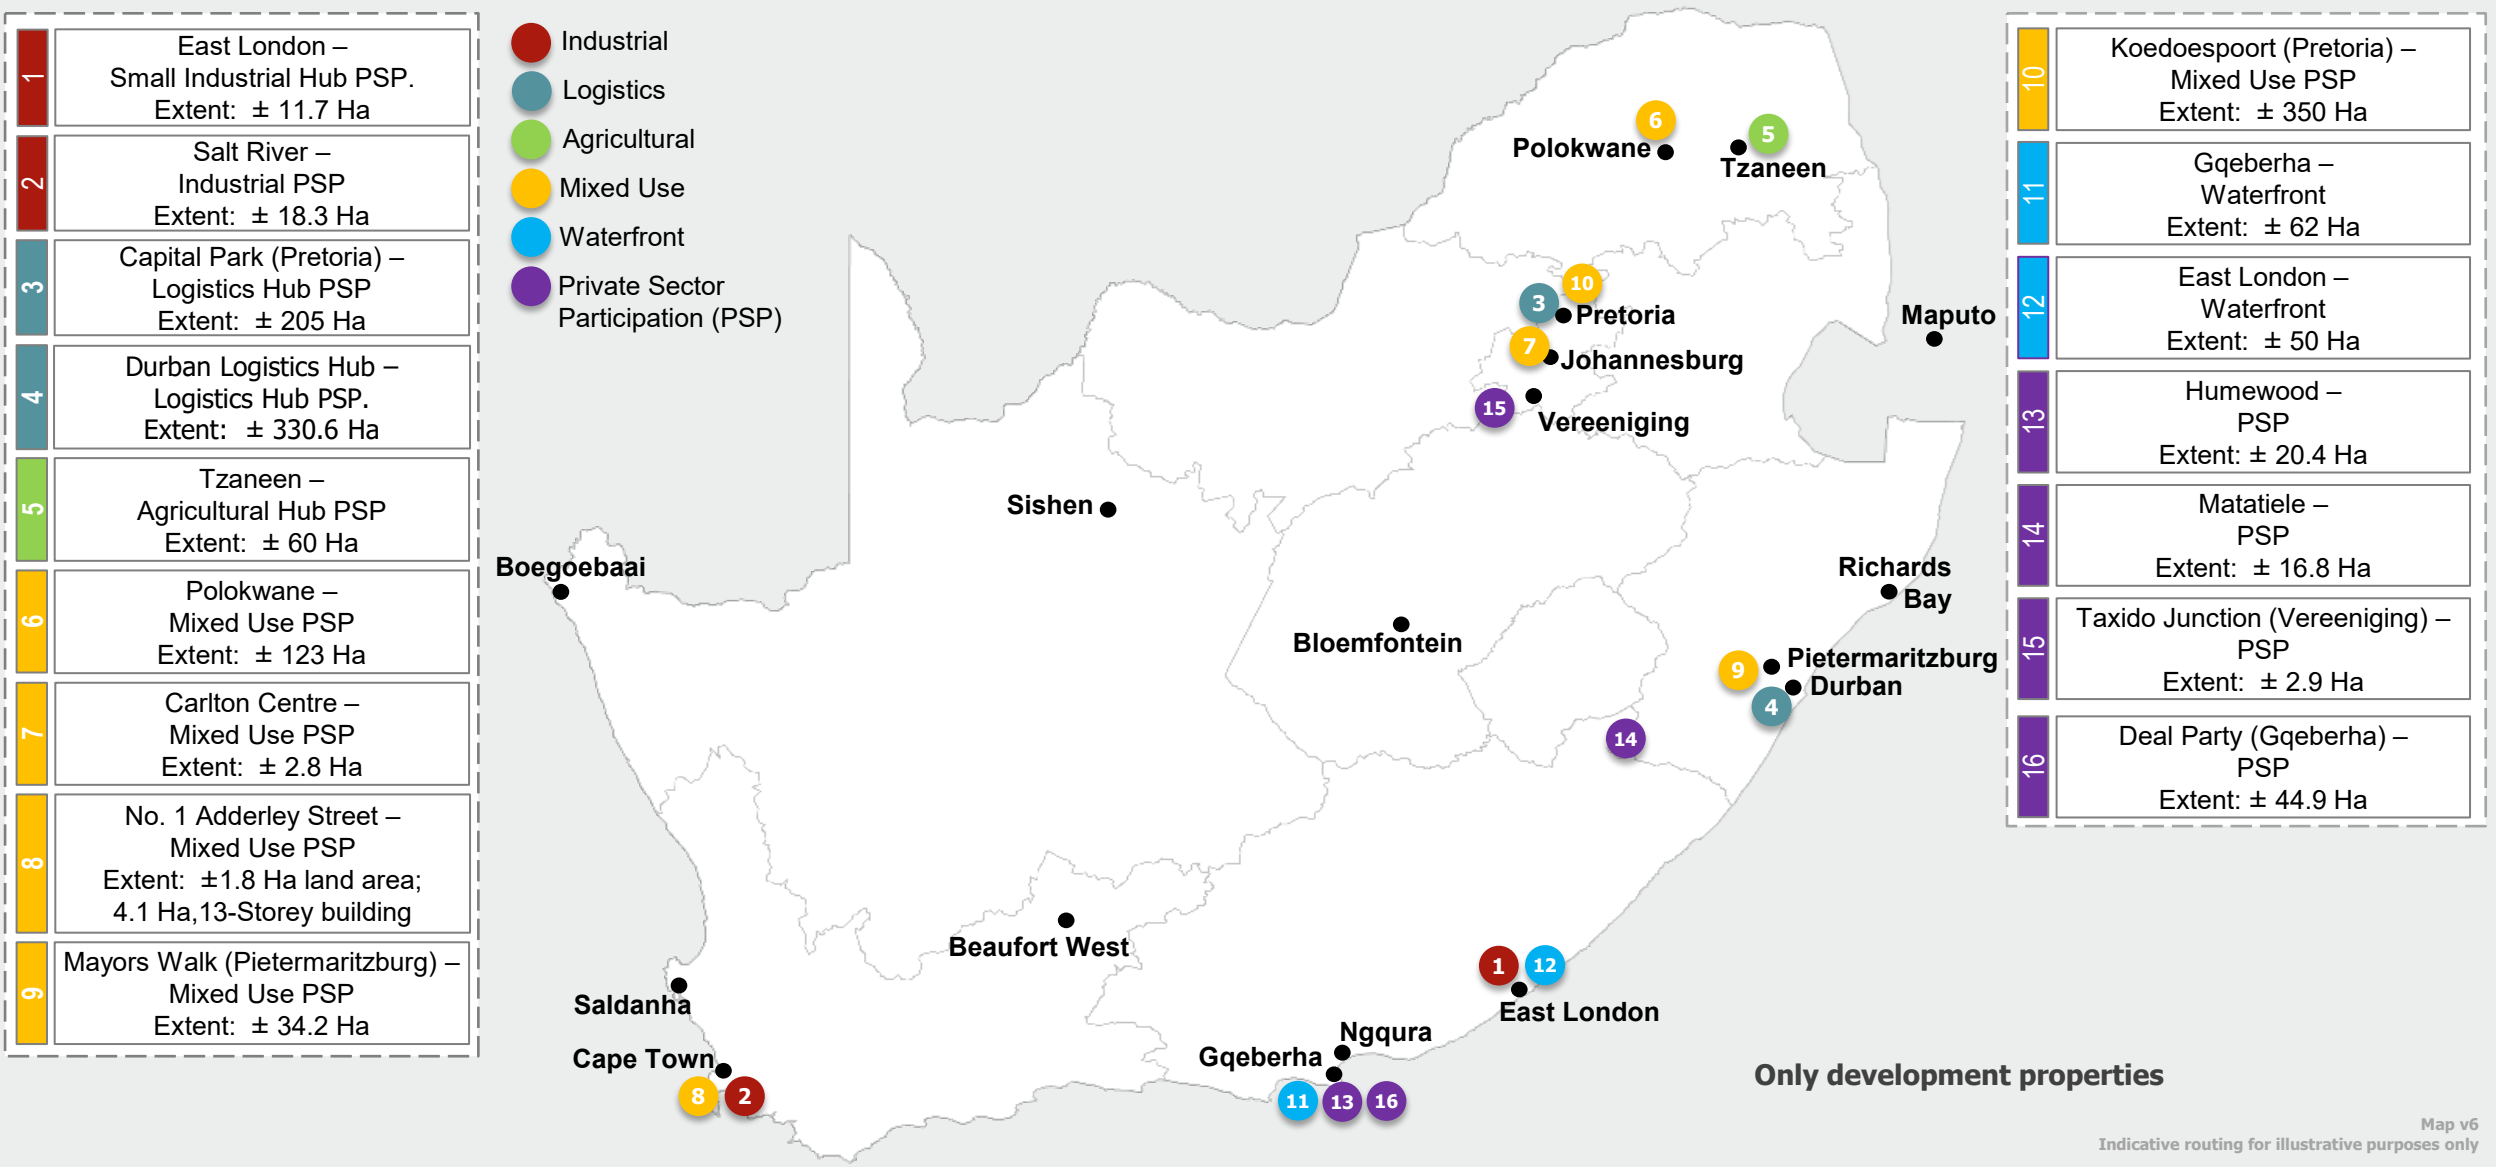 1
East London –
Small Industrial Hub PSP.
Extent: ± 11.7 Ha
2
Salt River –
Industrial PSP
Extent: ± 18.3 Ha
3
Capital Park (Pretoria) –
Logistics Hub PSP
Extent: ± 205 Ha
4
Durban Logistics Hub –
Logistics Hub PSP.
Extent: ± 330.6 Ha
5
Tzaneen –
Agricultural Hub PSP
Extent: ± 60 Ha
6
Polokwane –
Mixed Use PSP
Extent: ± 123 Ha
7
Carlton Centre –
Mixed Use PSP
Extent: ± 2.8 Ha
8
No. 1 Adderley Street –
Mixed Use PSP
Extent: ±1.8 Ha land area;
4.1 Ha,13-Storey building
9
Mayors Walk (Pietermaritzburg) –
Mixed Use PSP
Extent: ± 34.2 Ha
Industrial
Logistics
Agricultural
Mixed Use
Waterfront
Private Sector
Participation (PSP)
6
Polokwane
5
Tzaneen
10
3
Pretoria
7
Johannesburg
15
Vereeniging
Maputo
Sishen
Boegoebaai
Richards
Bay
Bloemfontein
9
Pietermaritzburg
Durban
4
14
Beaufort West
Saldanha
Cape Town
8
2
1
12
East London
Ngqura
Gqeberha
11
13
16
10
Koedoespoort (Pretoria) –
Mixed Use PSP
Extent: ± 350 Ha
11
Gqeberha –
Waterfront
Extent: ± 62 Ha
12
East London –
Waterfront
Extent: ± 50 Ha
13
Humewood –
PSP
Extent: ± 20.4 Ha
14
Matatiele –
PSP
Extent: ± 16.8 Ha
15
Taxido Junction (Vereeniging) –
PSP
Extent: ± 2.9 Ha
16
Deal Party (Gqeberha) –
PSP
Extent: ± 44.9 Ha
Only development properties
Map v6
Indicative routing for illustrative purposes only